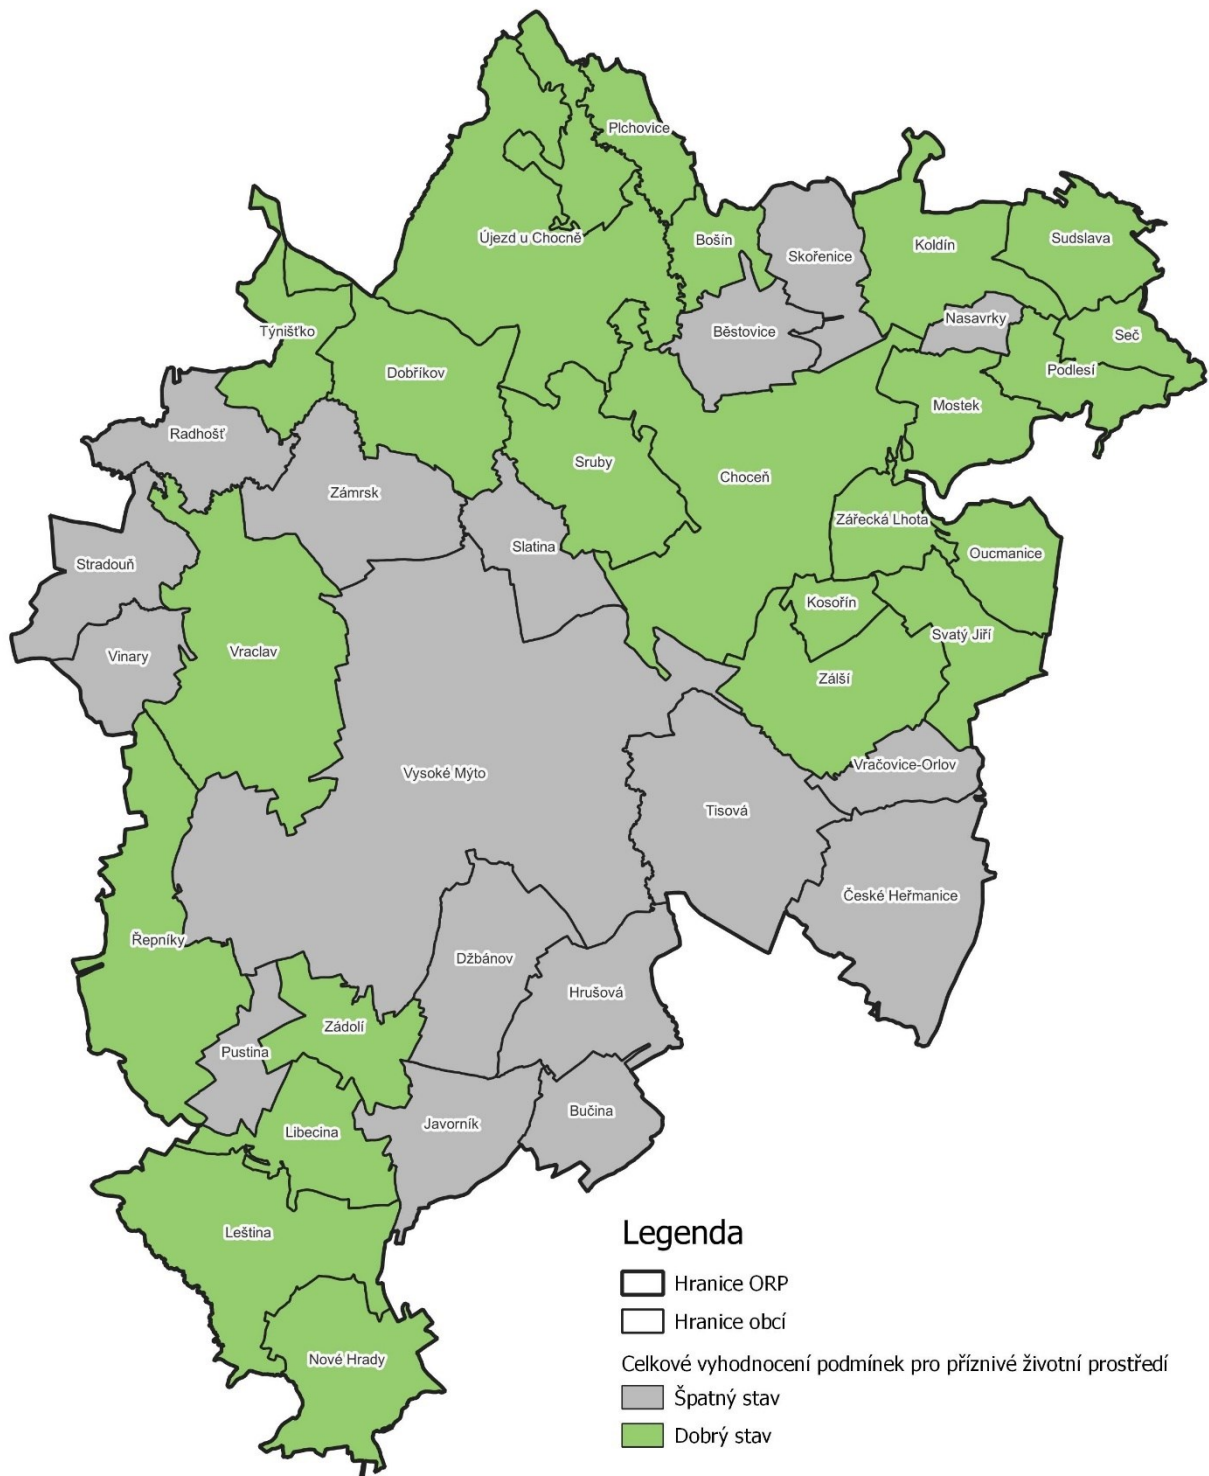 Plchovice
Újezd u Chocně
Bošín
Skořenice
Koldín
Sudslava
Týnišťko
Běstovice
Nasavrky
Seč
Dobříkov
Podlesí
Mostek
Radhošť
Sruby
Choceň
Zámrsk
Zářecká Lhota
Slatina
Oucmanice
Stradouň
Kosořín
Svatý Jiří
Vraclav
Vinary
Zálší
Vysoké Mýto
Vračovice-Orlov
Tisová
České Heřmanice
Řepníky
Džbánov
Hrušová
Zádolí
Pustina
Bučina
Javorník
Libecina
Leština
Nové Hrady
Legenda
Hranice ORP
Hranice obcí
Celkové vyhodnocení podmínek pro příznivé životní prostředí
Špatný stav
Dobrý stav